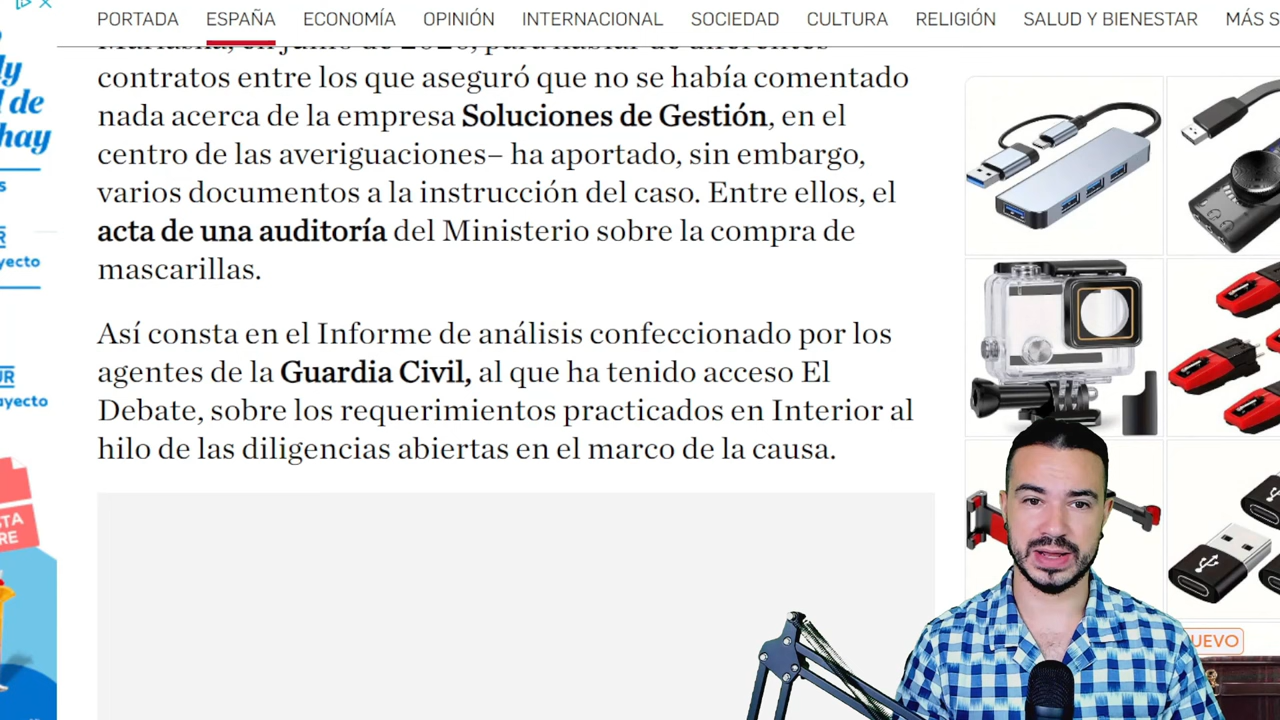 PORTADA ESPAÑA ECONOMÍA OPINIÓN INTERNACIONAL SOCIEDAD CULTURA RELIGIÓN SALUD Y BIENESTAR MÁS S
contratos entre los que aseguró que no se había comentado
nada acerca de la empresa Soluciones de Gestión, en el
centro de las averiguaciones– ha aportado, sin embargo,
varios documentos a la instrucción del caso. Entre ellos, el
acta de una auditoría del Ministerio sobre la compra de
mascarillas.
Así consta en el Informe de análisis confeccionado por los
agentes de la Guardia Civil, al que ha tenido acceso El
Debate, sobre los requerimientos practicados en Interior al
hilo de las diligencias abiertas en el marco de la causa.
de
hay
UEVO